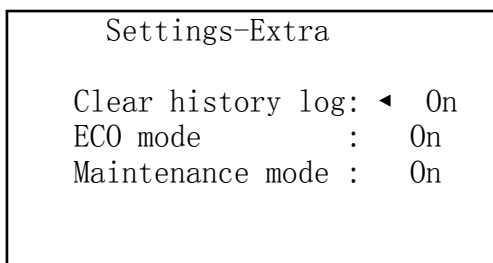 Settings-Extra
Clear history log: ◄ On
ECO mode : On
Maintenance mode : On